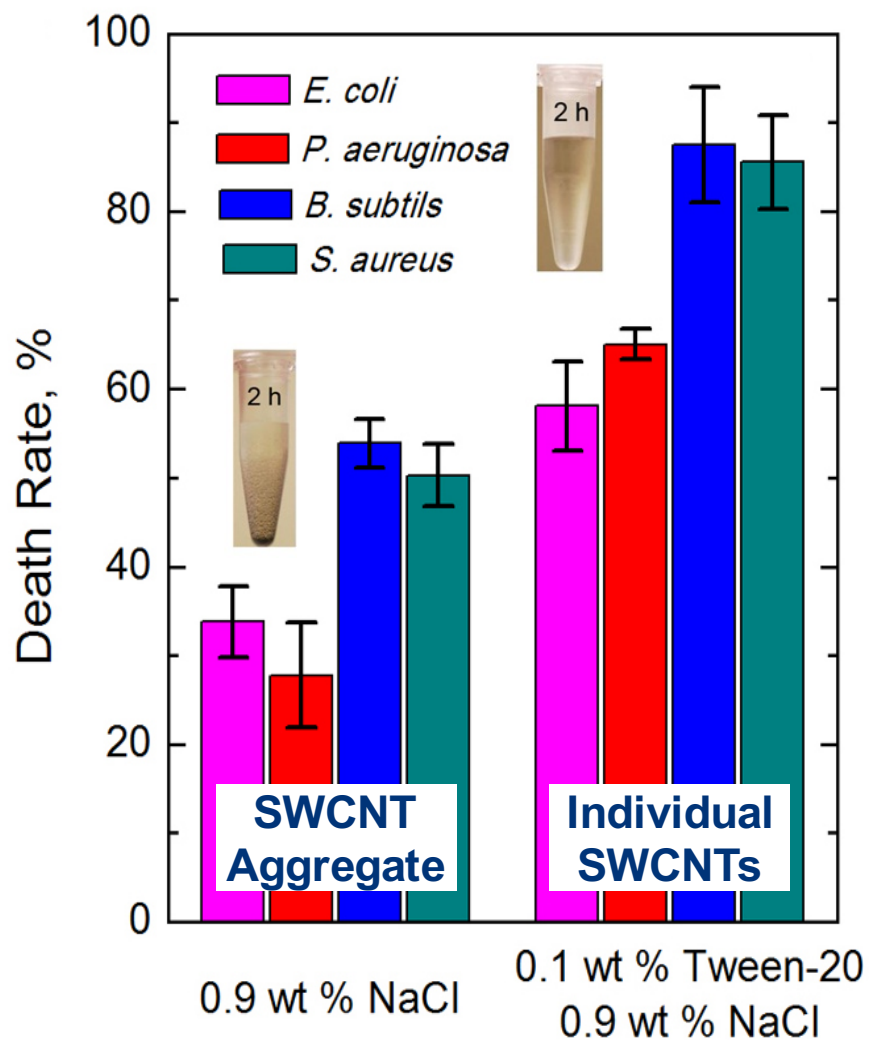 100
80
60
40
20
0
Death Rate, %
E. coli
P. aeruginosa
B. subtils
S. aureus
2 h
2 h
SWCNT
Aggregate
Individual
SWCNTs
0.9 wt % NaCl
0.1 wt % Tween-20
0.9 wt % NaCl